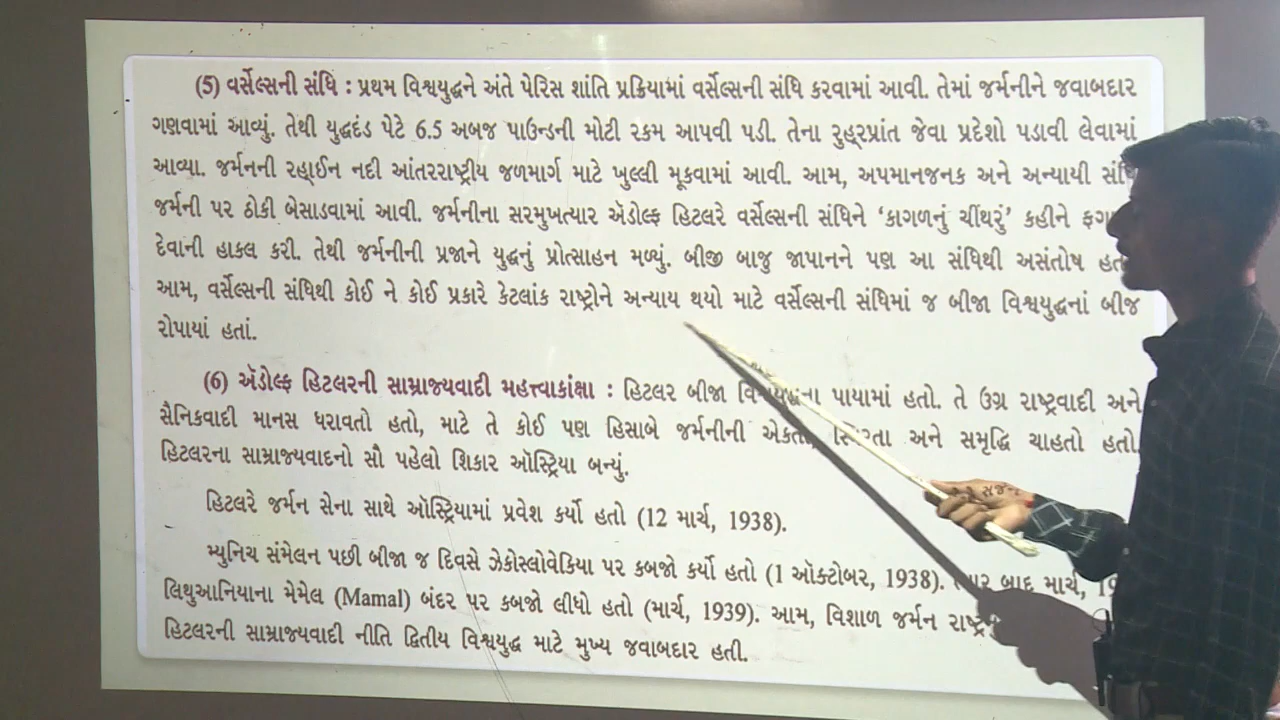 (5) વર્સેલ્સની સંધિ : પ્રથમ વિશ્વયુદ્ધને અંતે પેરિસ શાંતિ પ્રક્રિયામાં વર્સેલ્સની સંધિ કરવામાં આવી. તેમાં જર્મનીને જવાબદાર
ગણવામાં આવ્યું. તેથી યુદ્ધદંડ પેટે 6.5 અબજ પાઉન્ડની મોટી રકમ આપવી પડી. તેના રુહ્રપ્રાંત જેવા પ્રદેશો પડાવી લેવામાં
આવ્યા. જર્મનની રહાઈન નદી આંતરરાષ્ટ્રીય જળમાર્ગ માટે ખુલ્લી મૂકવામાં આવી. આમ, અપમાનજનક અને અન્યાયી સંધિ
જર્મની પર ઠોકી બેસાડવામાં આવી. જર્મનીના સરમુખત્યાર ઍડોલ્ફ હિટલરે વર્સેલ્સની સંધિને ‘કાગળનું ચીંથરું’ કહીને
દેવાની હાકલ કરી. તેથી જર્મનીની પ્રજાને યુદ્ધનું પ્રોત્સાહન મળ્યું. બીજી બાજુ જાપાનને પણ આ સંધિથી અસંતોષ
આમ, વર્સેલ્સની સંધિથી કોઈ ને કોઈ પ્રકારે કેટલાંક રાષ્ટ્રોને અન્યાય થયો માટે વર્સેલ્સની સંધિમાં જ બીજા વિશ્વયુદ્ધનાં બીજ
રોપાયાં હતાં.
(6) ઍડોલ્ફ હિટલરની સામ્રાજ્યવાદી મહત્ત્વાકાંક્ષા : હિટલર બીજા વિશ્વયુદ્ધના પાયામાં હતો. તે ઉગ્ર રાષ્ટ્રવાદી અને
સૈનિકવાદી માનસ ધરાવતો હતો, માટે તે કોઈ પણ હિસાબે જર્મનીની એકતા, સ્થિરતા અને સમૃદ્ધિ ચાહતો હતો.
હિટલરના સામ્રાજ્યવાદનો સૌ પહેલો શિકાર ઑસ્ટ્રિયા બન્યું.
હિટલરે જર્મન સેના સાથે ઑસ્ટ્રિયામાં પ્રવેશ કર્યો હતો (12 માર્ચ, 1938).
મ્યુનિચ સંમેલન પછી બીજા જ દિવસે ઝેકોસ્લોવેકિયા પર કબજો કર્યો હતો (1 ઑક્ટોબર, 1938). ત્યાર બાદ માર્ચ,
લિથુઆનિયાના મેમેલ (Mamal) બંદર પર કબજો લીધો હતો (માર્ચ, 1939). આમ, વિશાળ જર્મન
હિટલરની સામ્રાજ્યવાદી નીતિ દ્વિતીય વિશ્વયુદ્ધ માટે મુખ્ય જવાબદાર હતી.